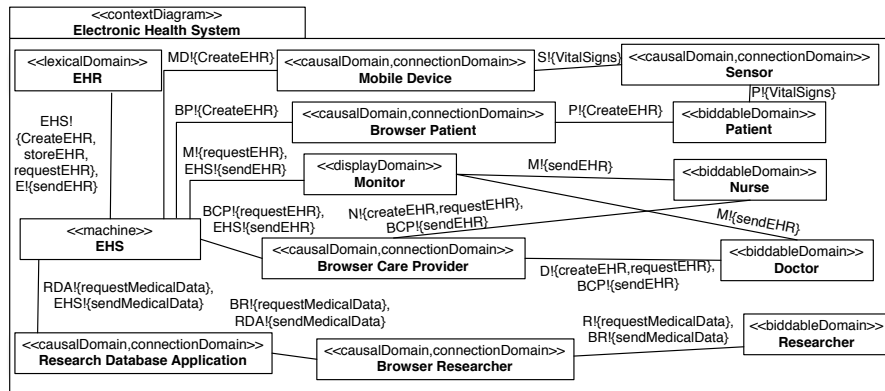 <<contextDiagram>>
Electronic Health System
<<lexicalDomain>>
EHR
MD!{CreateEHR}
<<causalDomain,connectionDomain>>
Mobile Device
S!{VitalSigns}
<<causalDomain,connectionDomain>>
Sensor
P!{VitalSigns}
EHS!
{CreateEHR,
storeEHR,
requestEHR},
E!{sendEHR}
BP!{CreateEHR}
<<causalDomain,connectionDomain>>
Browser Patient
P!{CreateEHR}
<<biddableDomain>>
Patient
M!{requestEHR},
EHS!{sendEHR}
<<displayDomain>>
Monitor
M!{sendEHR}
<<biddableDomain>>
Nurse
<<machine>>
EHS
BCP!{requestEHR},
EHS!{sendEHR}
N!{createEHR,requestEHR},
BCP!{sendEHR}
M!{sendEHR}
<<causalDomain,connectionDomain>>
Browser Care Provider
D!{createEHR,requestEHR},
BCP!{sendEHR}
<<biddableDomain>>
Doctor
RDA!{requestMedicalData},
EHS!{sendMedicalData}
BR!{requestMedicalData},
RDA!{sendMedicalData}
R!{requestMedicalData},
BR!{sendMedicalData}
<<biddableDomain>>
Researcher
<<causalDomain,connectionDomain>>
Research Database Application
<<causalDomain,connectionDomain>>
Browser Researcher